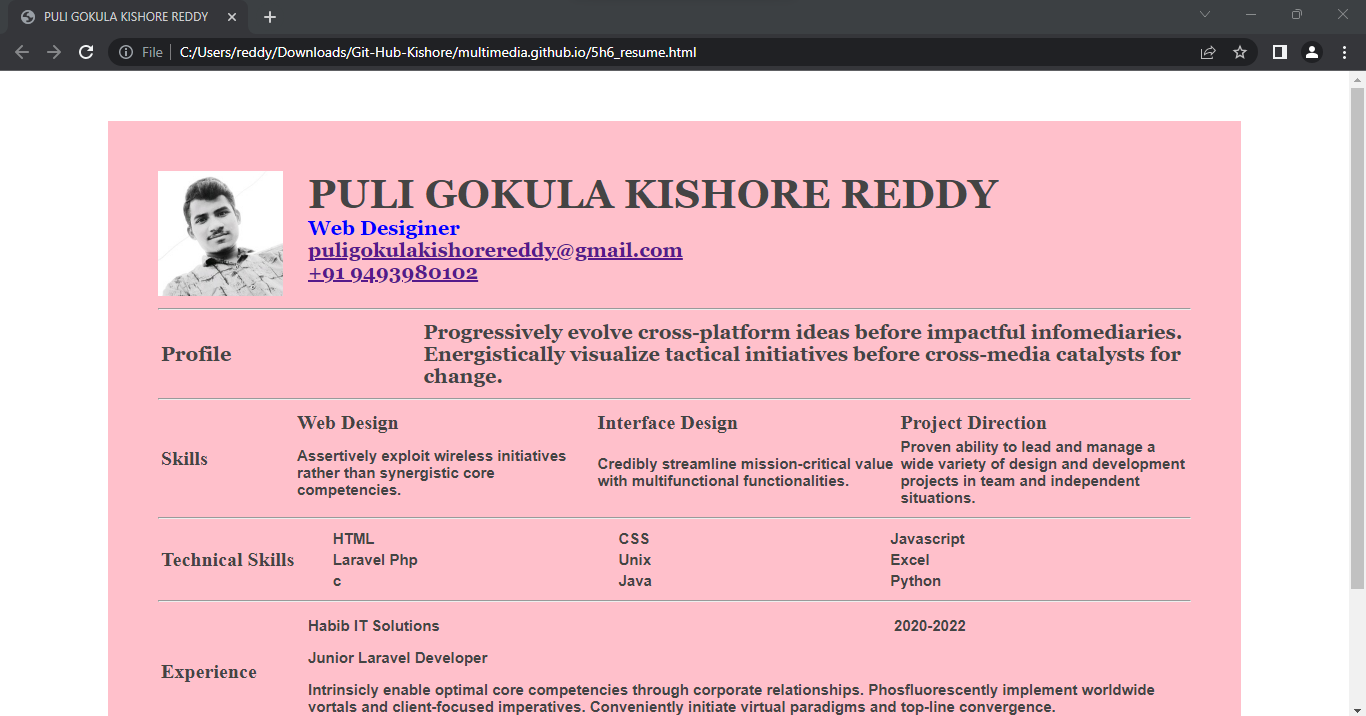 PULI GOKULA KISHORE REDDY
File C:/Users/reddy/Downloads/Git-Hub-Kishore/multimedia.github.io/5h6_resume.html
PULI GOKULA KISHORE REDDY
Web Desiginer
puligokulakishorereddy@gmail.com
+91 9493980102
Profile
Progressively evolve cross-platform ideas before impactful infomediaries.
Energistically visualize tactical initiatives before cross-media catalysts for
change.
Skills
Web Design
Assertively exploit wireless initiatives
rather than synergistic core
competencies.
Interface Design
Credibly streamline mission-critical value
with multifunctional functionalities.
Project Direction
Proven ability to lead and manage a
wide variety of design and development
projects in team and independent
situations.
Technical Skills
HTML CSS Javascript
Laravel Php Unix Excel
c Java Python
Experience
Habib IT Solutions 2020-2022
Junior Laravel Developer
Intrinsicly enable optimal core competencies through corporate relationships. Phosfluorescently implement worldwide
vortals and client-focused imperatives. Conveniently initiate virtual paradigms and top-line convergence.